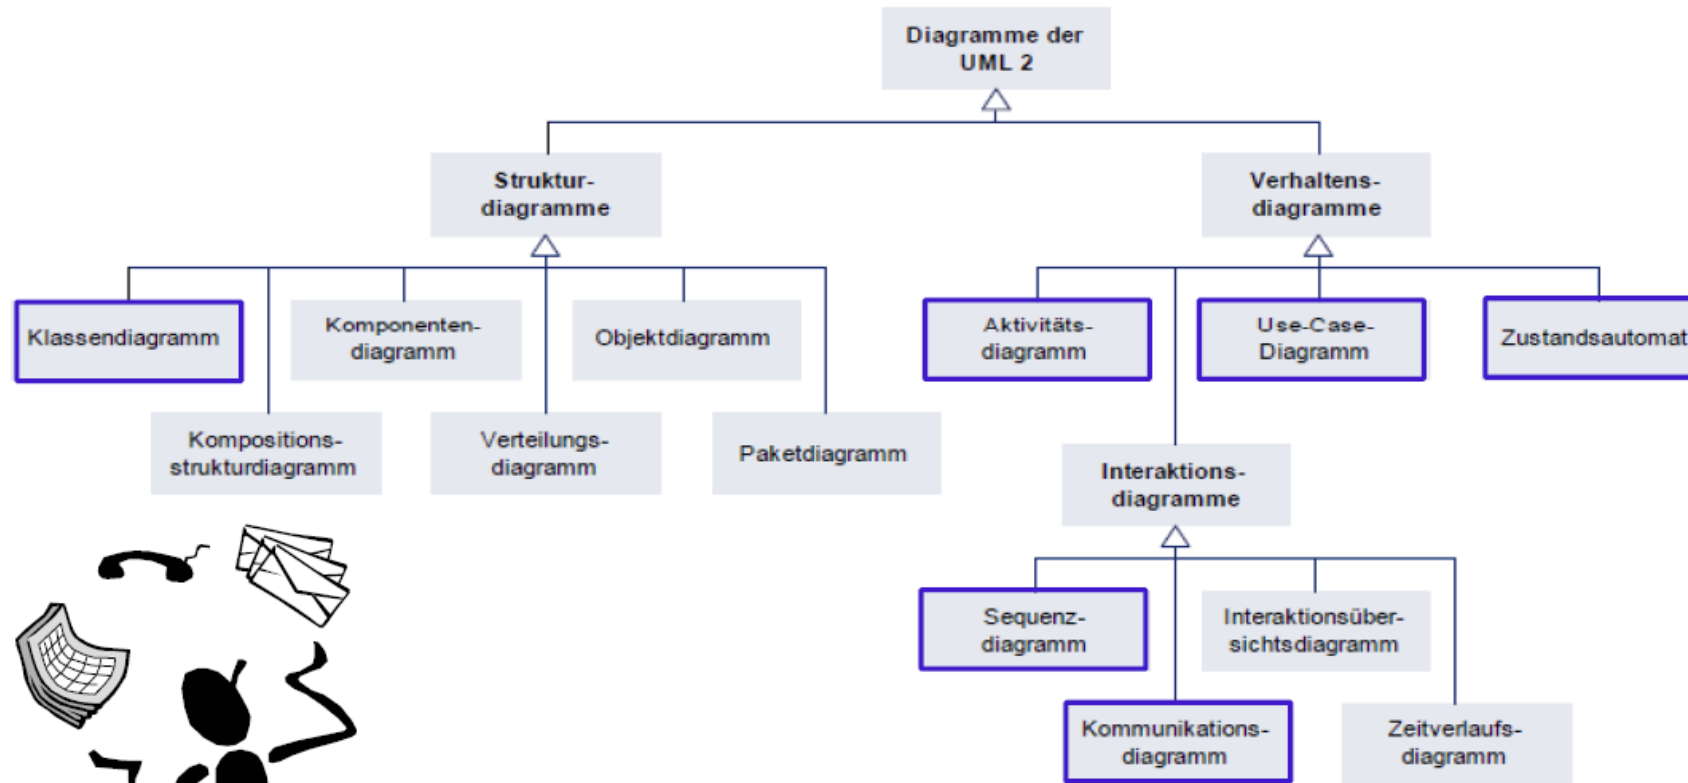 Diagramme der
UML 2
Struktur-
diagramme
Verhaltens-
diagramme
Klassendiagramm
Komponenten-
diagramm
Objektdiagramm
Aktivitäts-
diagramm
Use-Case-
Diagramm
Zustandsautomat
Kompositions-
strukturdiagramm
Verteilungs-
diagramm
Paketdiagramm
Interaktions-
diagramme
Sequenz-
diagramm
Interaktionsüber-
sichtsdiagramm
Kommunikations-
diagramm
Zeitverlaufs-
diagramm